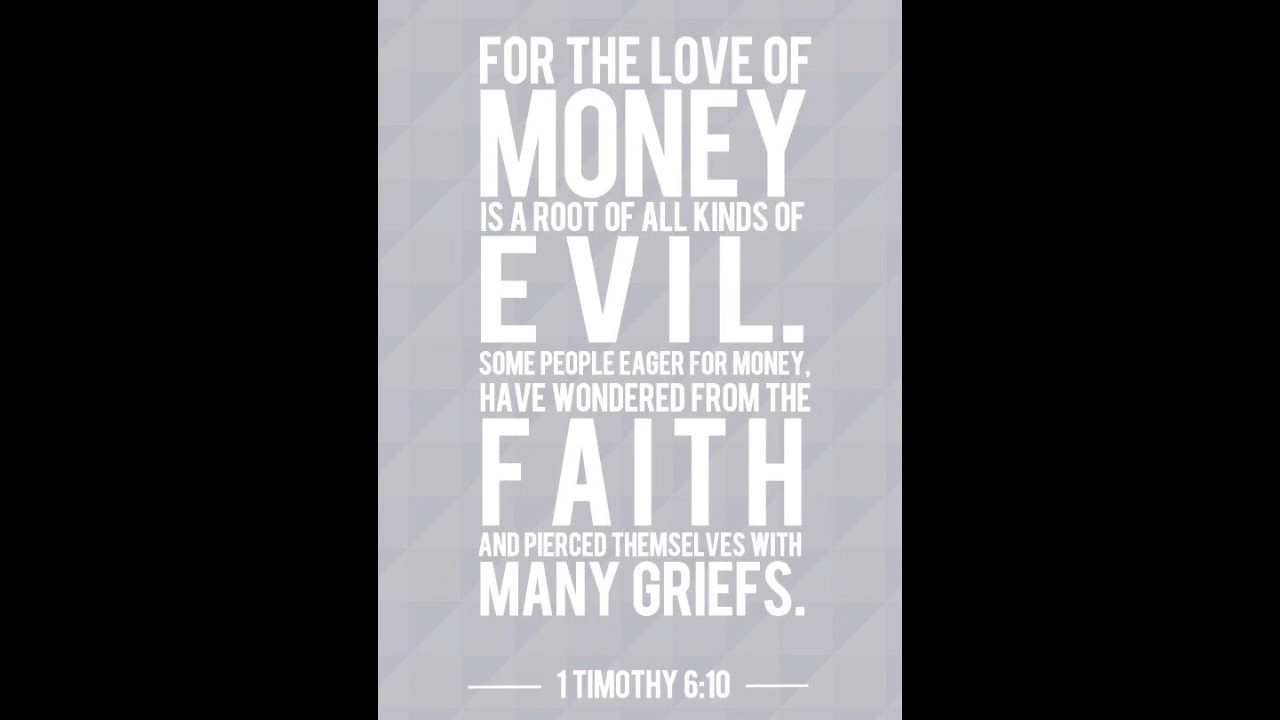 FOR THE LOVE OF
MONEY
IS A ROOT OF ALL KINDS OF
EVIL.
SOME PEOPLE EAGER FOR MONEY,
HAVE WONDERED FROM THE
FAITH
AND PIERCED THEMSELVES WITH
MANY GRIEFS.
1 TIMOTHY 6:10